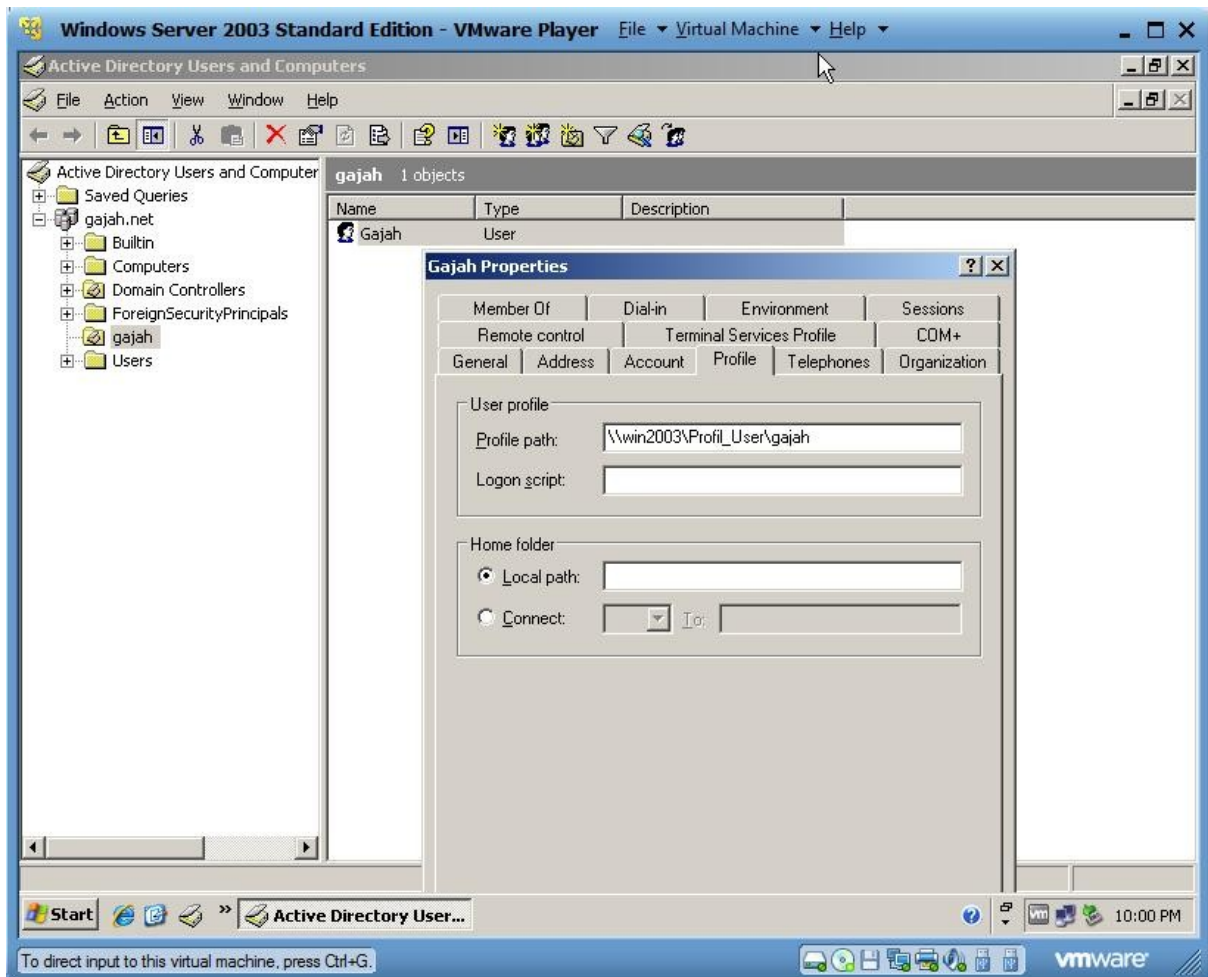 Windows Server 2003 Standard Edition - VMware Player File Virtual Machine Help
Active Directory Users and Computers
File Action View Window Help
Active Directory Users and Computer
Saved Queries
gajah.net
Builtin
Computers
Domain Controllers
ForeignSecurityPrincipals
gajah
Users
gajah 1 objects
Name Type Description
Gajah User
Gajah Properties
Member Of Dial-in Environment Sessions
Remote control Terminal Services Profile COM+
General Address Account Profile Telephones Organization
User profile
Profile path: \\win2003\Profil_User\gajah
Logon script:
Home folder
Local path:
Connect: To:
Start » Active Directory User... 10:00 PM
To direct input to this virtual machine, press Ctrl+G. vmware